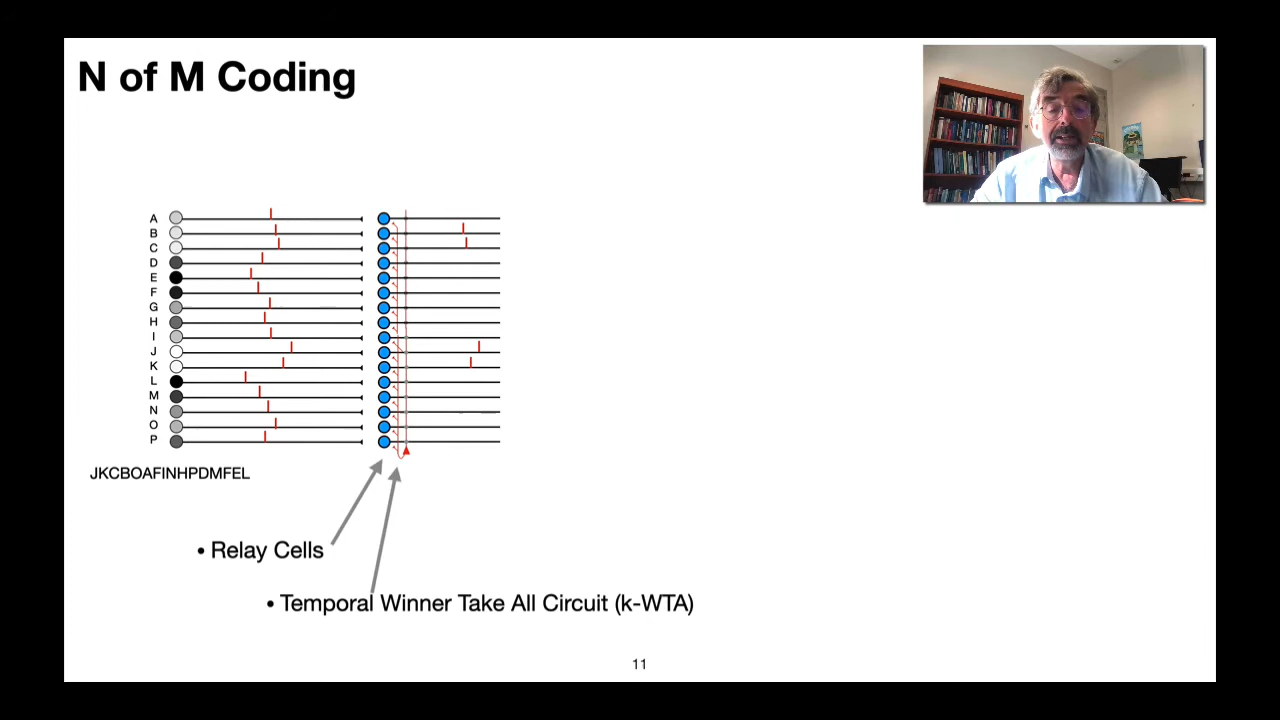 N of M Coding
A
B
C
D
E
F
G
H
I
J
K
L
M
N
O
P
JKCBOAFINHPDMFEL
• Relay Cells
• Temporal Winner Take All Circuit (k-WTA)
11